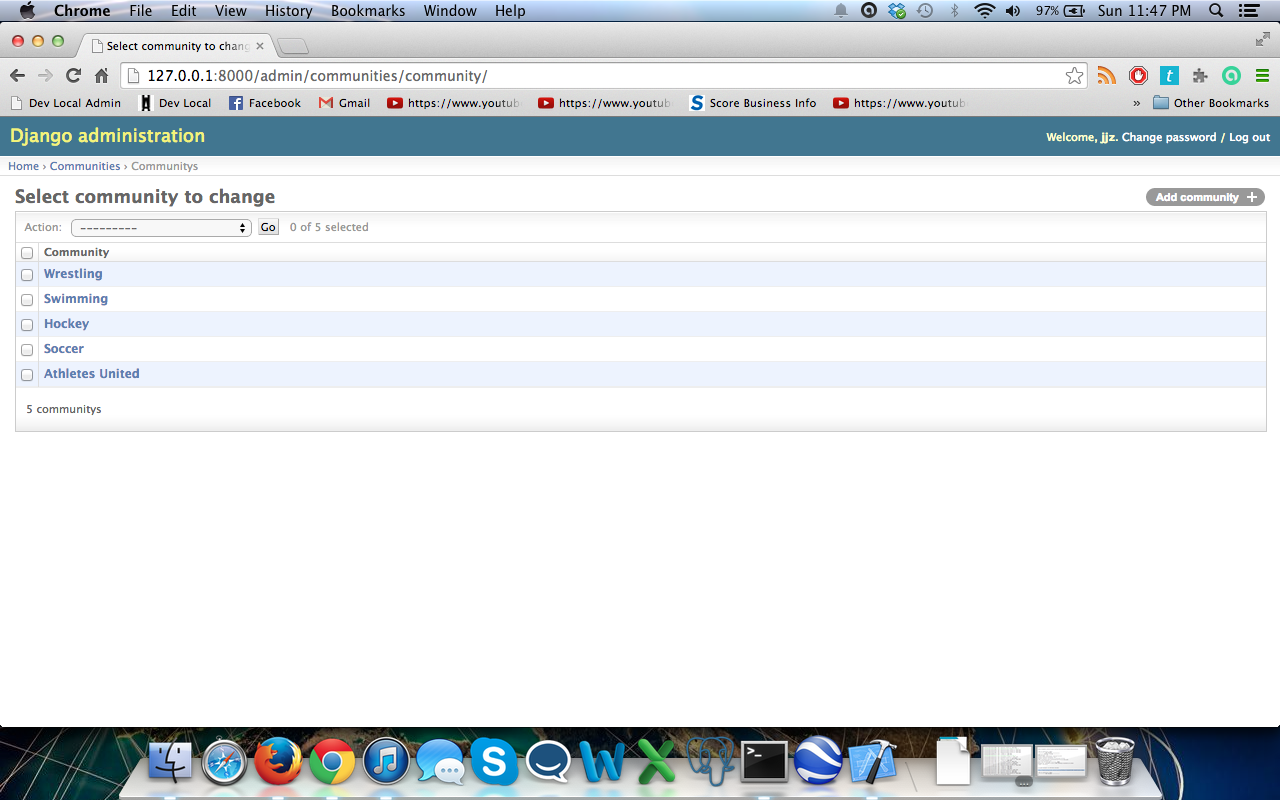 Chrome File Edit View History Bookmarks Window Help 97% Sun 11:47 PM
Select community to chang
127.0.0.1:8000/admin/communities/community/
Dev Local Admin Dev Local Facebook Gmail https://www.youtub https://www.youtub Score Business Info https://www.youtub » Other Bookmarks
Django administration Welcome, jjz. Change password / Log out
Home › Communities › Communitys
Select community to change Add community +
Action: --------- Go 0 of 5 selected
Community
Wrestling
Swimming
Hockey
Soccer
Athletes United
5 communitys